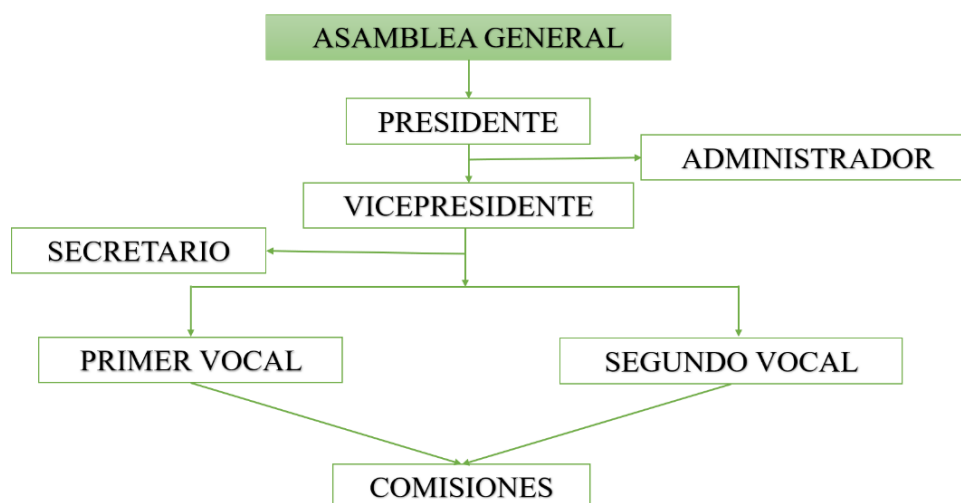 ASAMBLEA GENERAL
PRESIDENTE
ADMINISTRADOR
VICEPRESIDENTE
SECRETARIO
PRIMER VOCAL
SEGUNDO VOCAL
COMISIONES